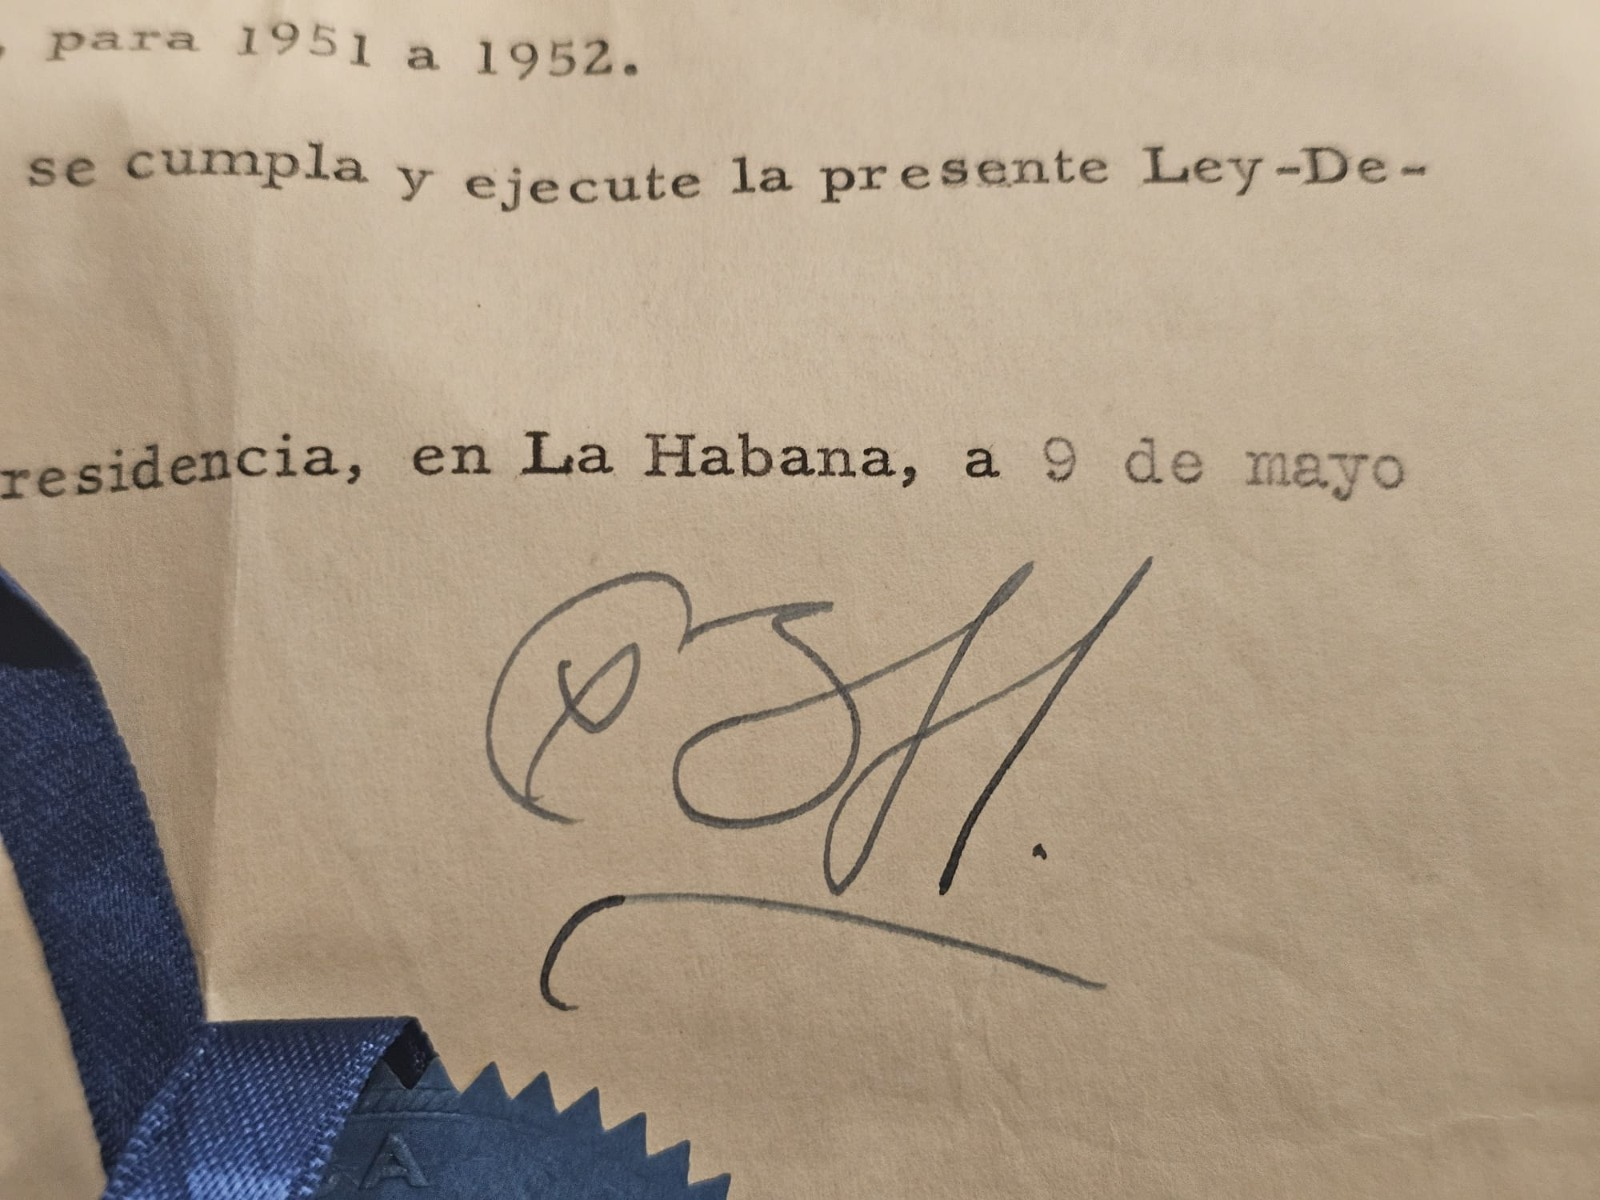 , para 1951 a 1952.
se cumpla y ejecute la presente Ley-De-
residencia, en La Habana, a 9 de mayo
A